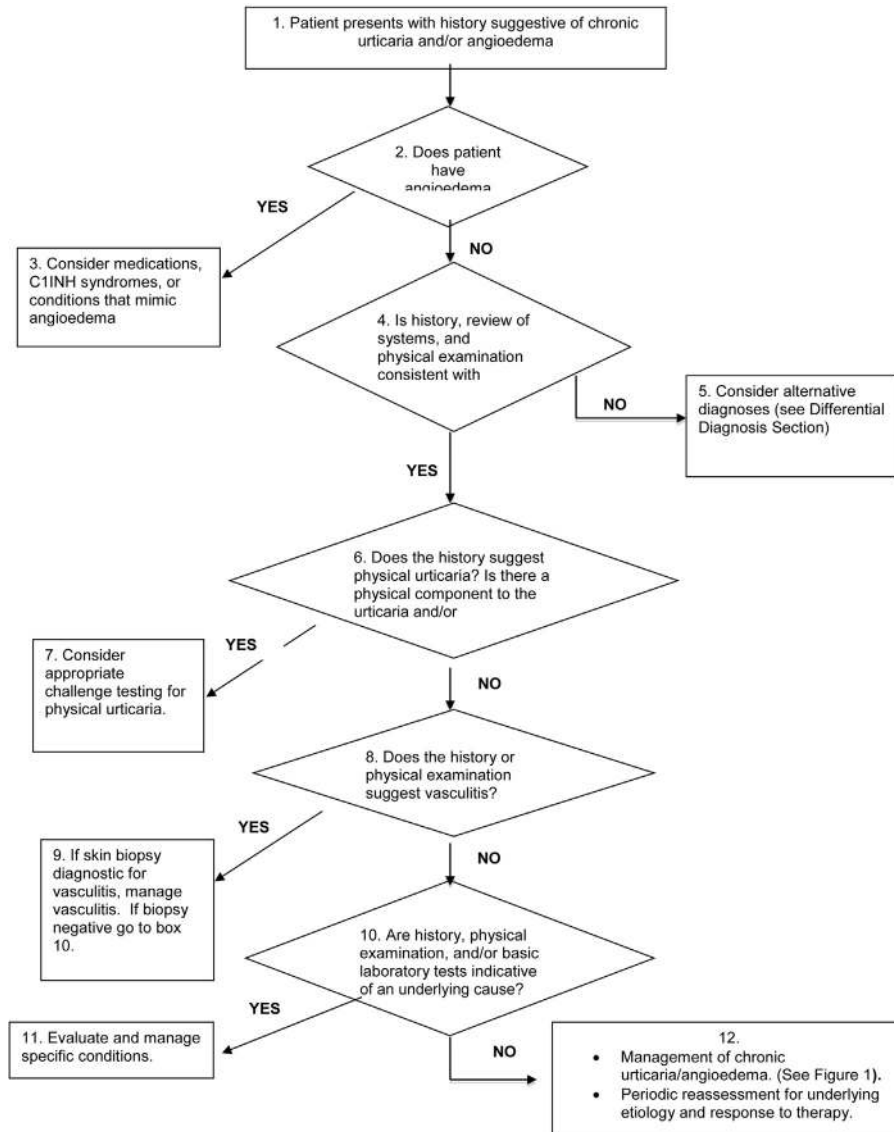 1. Patient presents with history suggestive of chronic
urticaria and/or angioedema
2. Does patient
have
angioedema
YES
NO
3. Consider medications,
C1INH syndromes, or
conditions that mimic
angioedema
4. Is history, review of
systems, and
physical examination
consistent with
NO
5. Consider alternative
diagnoses (see Differential
Diagnosis Section)
YES
6. Does the history suggest
physical urticaria? Is there a
physical component to the
urticaria and/or
YES
7. Consider
appropriate
challenge testing for
physical urticaria.
NO
8. Does the history or
physical examination
suggest vasculitis?
YES
9. If skin biopsy
diagnostic for
vasculitis, manage
vasculitis. If biopsy
negative go to box
10.
NO
10. Are history, physical
examination, and/or basic
laboratory tests indicative
of an underlying cause?
YES
11. Evaluate and manage
specific conditions.
NO
12.
• Management of chronic
urticaria/angioedema. (See Figure 1).
• Periodic reassessment for underlying
etiology and response to therapy.